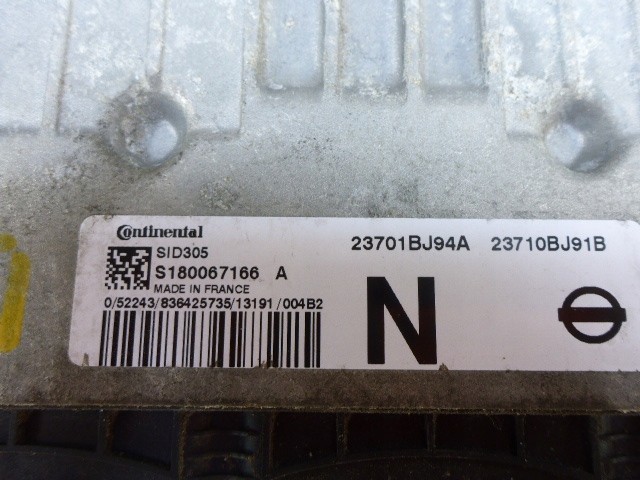 Continental
SID305
S180067166 A
MADE IN FRANCE
0/52243/836425735/13191/004B2
23701BJ94A 23710BJ91B
N